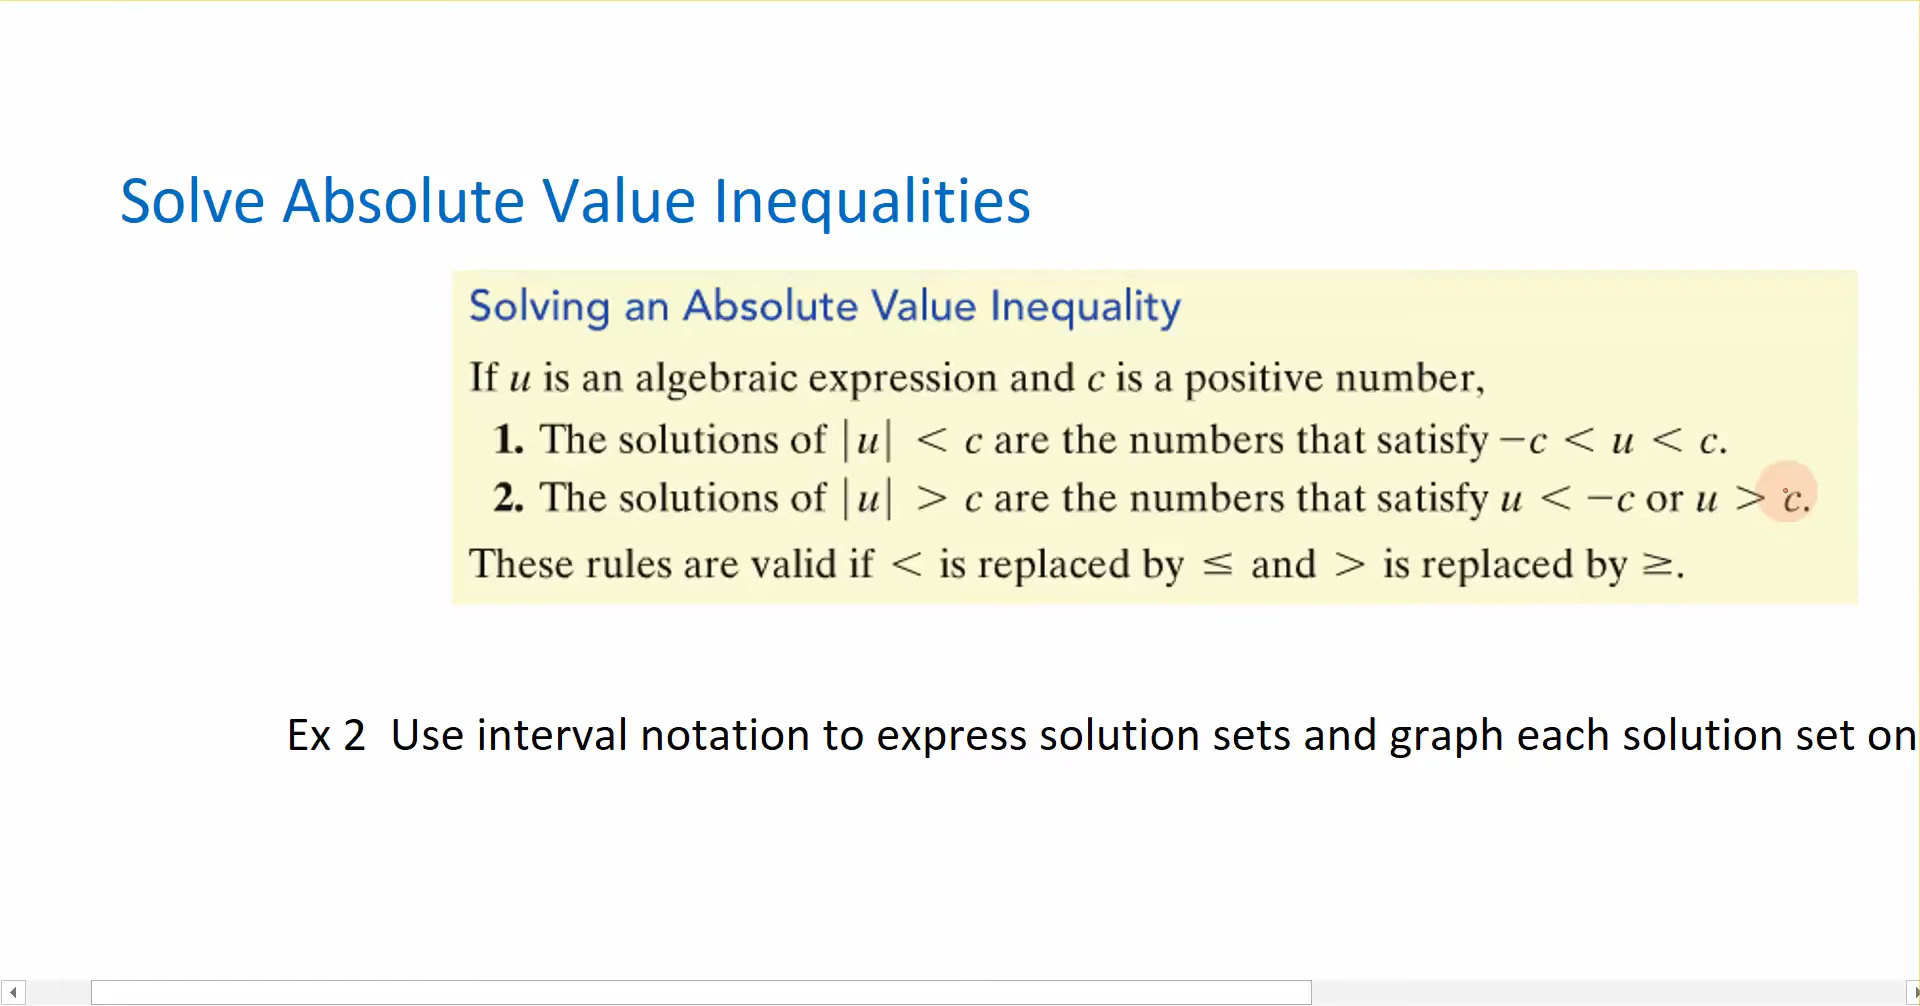 Solve Absolute Value Inequalities
Solving an Absolute Value Inequality
If u is an algebraic expression and c is a positive number,
1. The solutions of |u| < c are the numbers that satisfy −c < u < c.
2. The solutions of |u| > c are the numbers that satisfy u < −c or u > c.
These rules are valid if < is replaced by ≤ and > is replaced by ≥.
Ex 2 Use interval notation to express solution sets and graph each solution set on